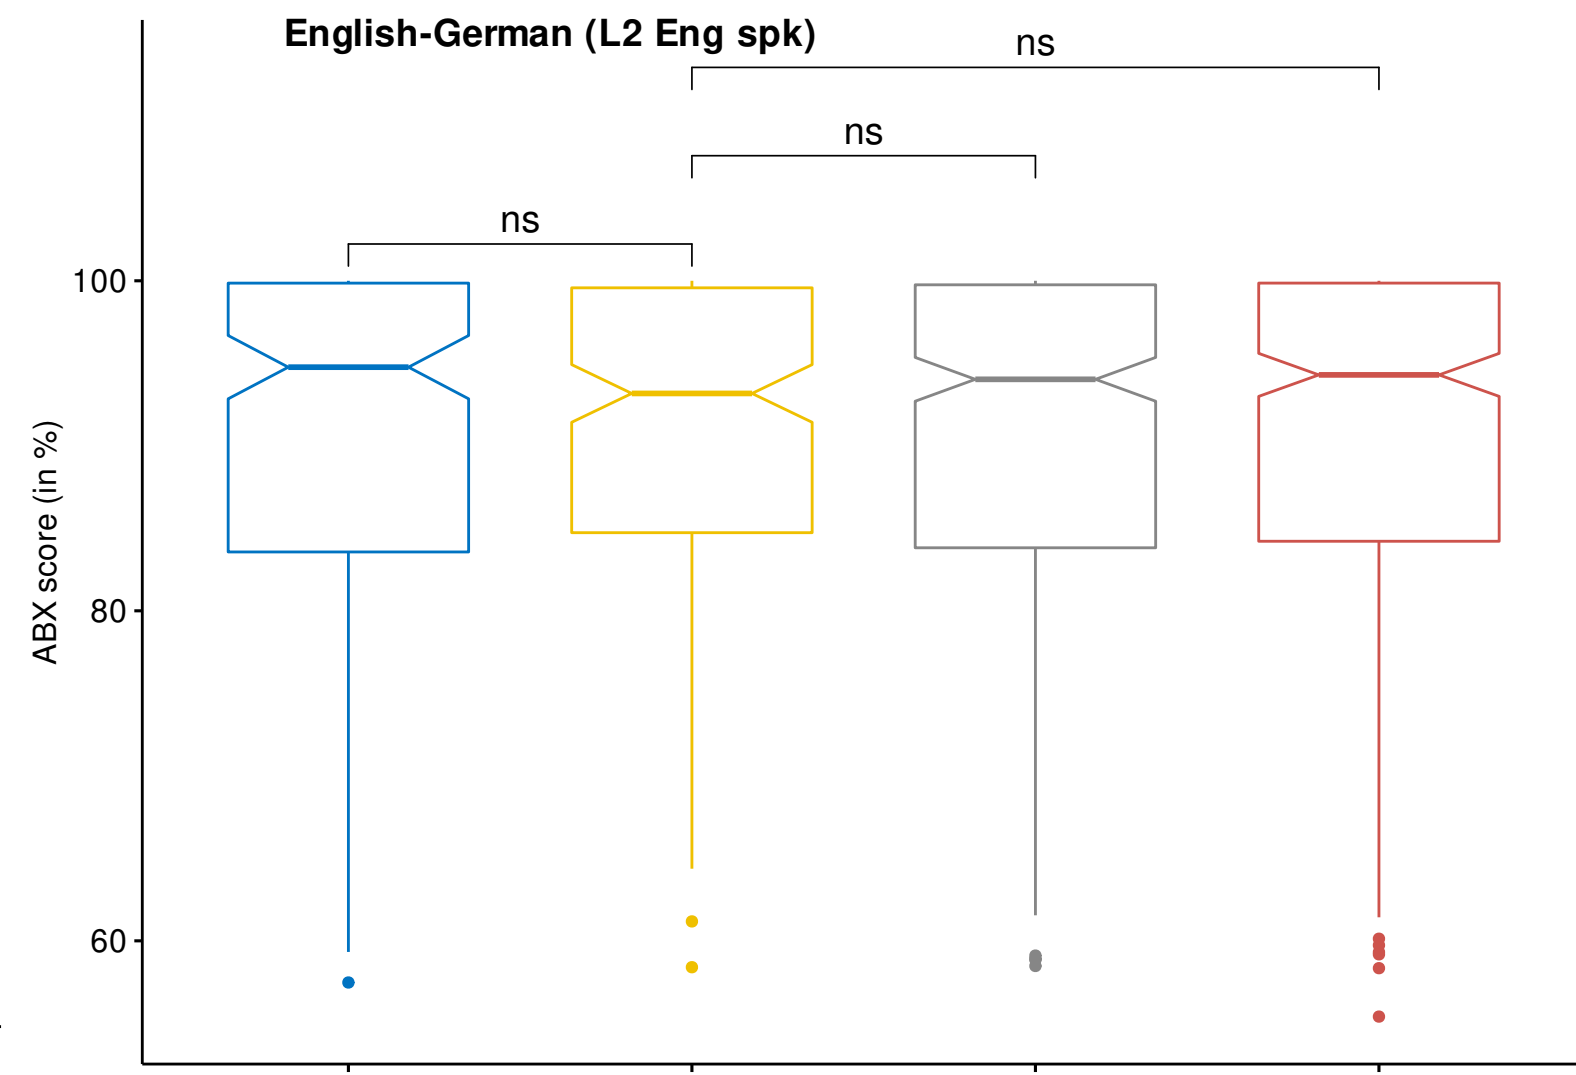 English-German (L2 Eng spk)
ns
ns
ns
100
80
60
ABX score (in %)